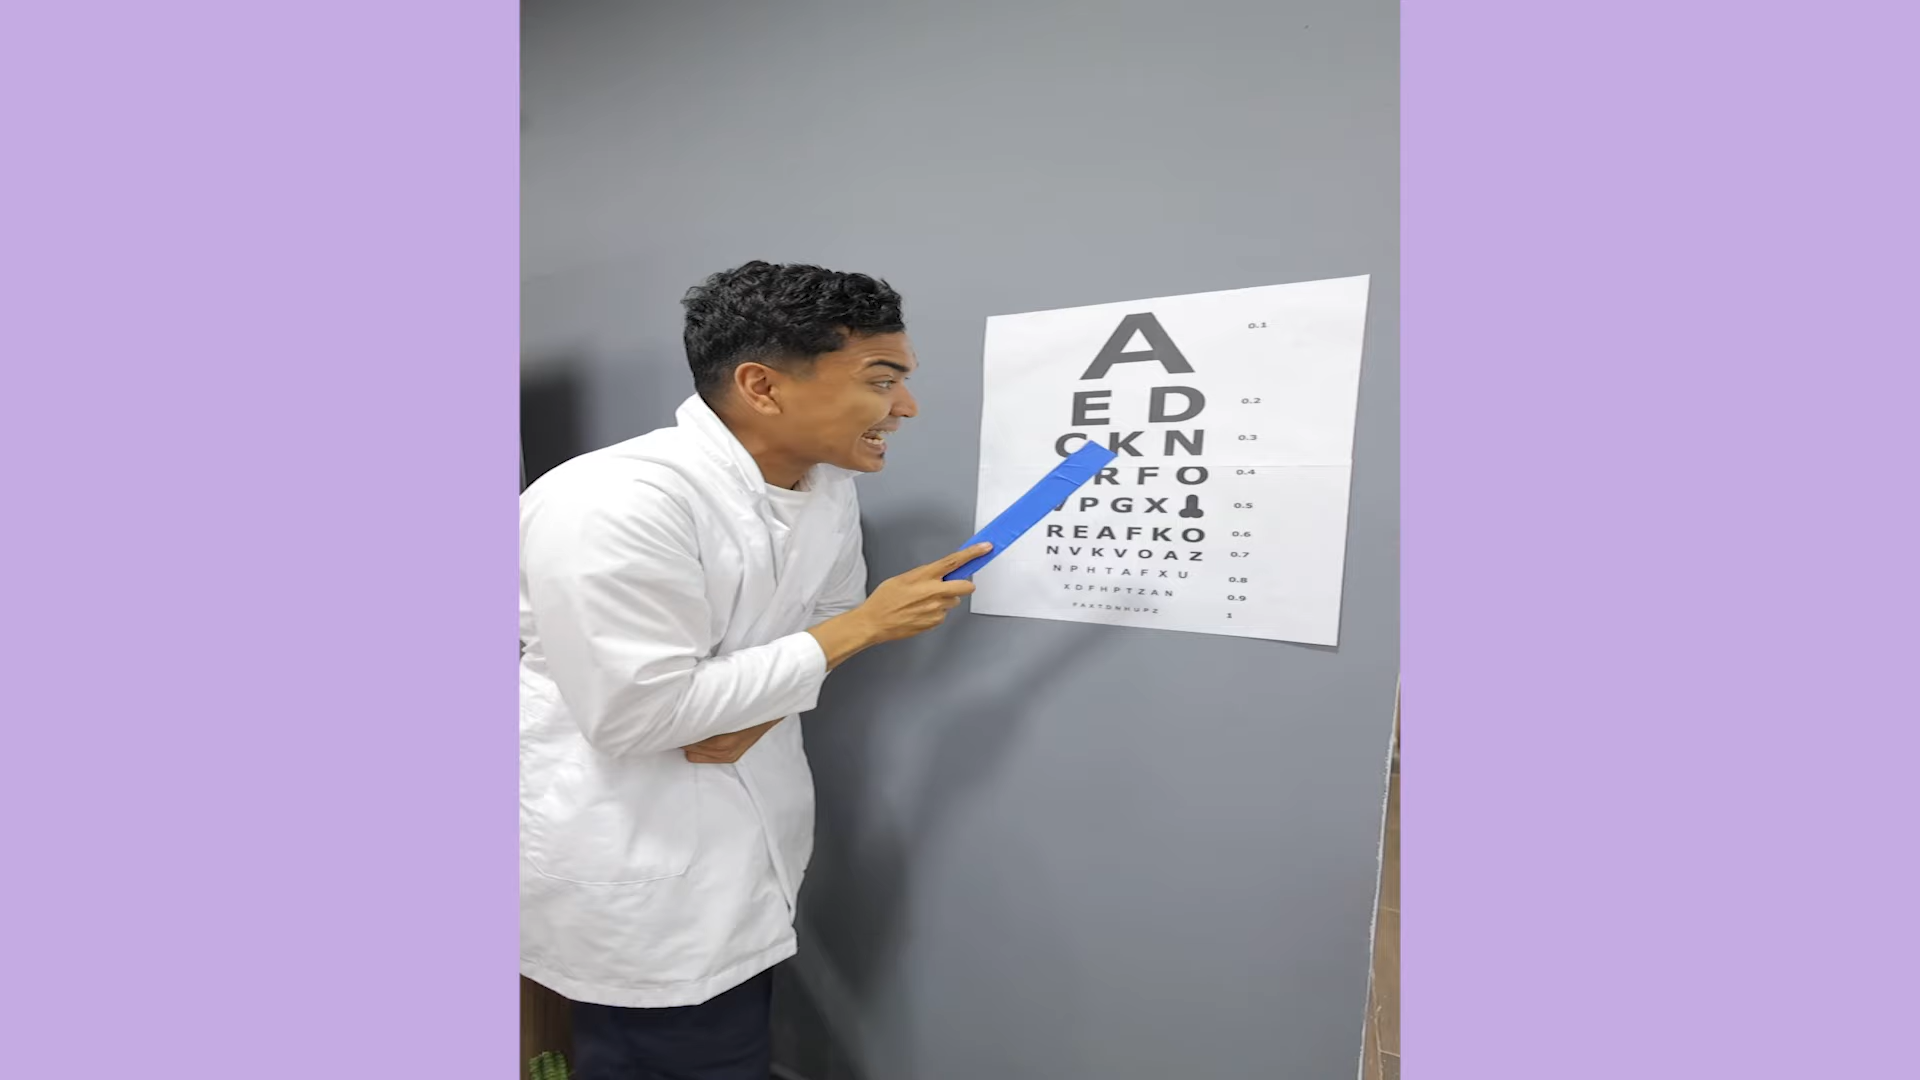 A 0.1
E D 0.2
C K N 0.3
R F O 0.4
V P G X 0.5
R E A F K O 0.6
N V K V O A Z 0.7
N P H T A F X U 0.8
X D F H P T Z A N 0.9
F A X T D N H U P Z 1